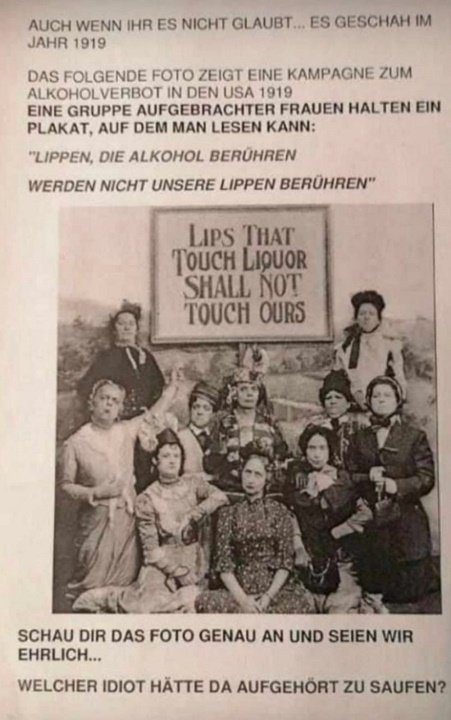 AUCH WENN IHR ES NICHT GLAUBT... ES GESCHAH IM
JAHR 1919
DAS FOLGENDE FOTO ZEIGT EINE KAMPAGNE ZUM
ALKOHOLVERBOT IN DEN USA 1919
EINE GRUPPE AUFGEBRACHTER FRAUEN HALTEN EIN
PLAKAT, AUF DEM MAN LESEN KANN:
"LIPPEN, DIE ALKOHOL BERÜHREN
WERDEN NICHT UNSERE LIPPEN BERÜHREN"
LIPS THAT
TOUCH LIQUOR
SHALL NOT
TOUCH OURS
SCHAU DIR DAS FOTO GENAU AN UND SEIEN WIR
EHRLICH...
WELCHER IDIOT HÄTTE DA AUFGEHÖRT ZU SAUFEN?